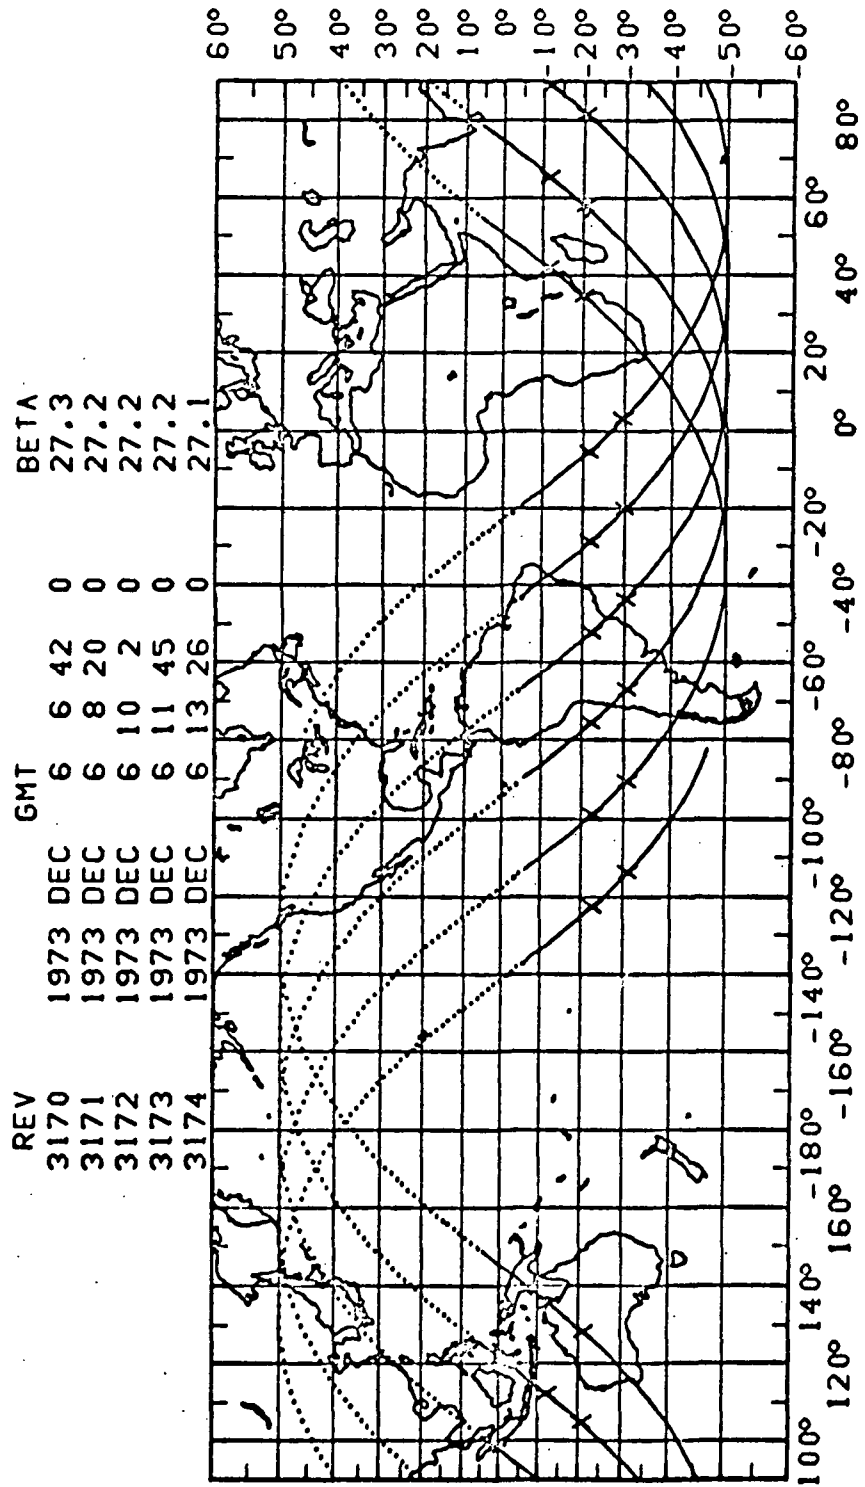 REV GMT BETA
3170 1973 DEC 6 6 42 0 27.3
3171 1973 DEC 6 8 20 0 27.2
3172 1973 DEC 6 10 2 0 27.2
3173 1973 DEC 6 11 45 0 27.2
3174 1973 DEC 6 13 26 0 27.1
60°
50°
40°
30°
20°
10°
0°
-10°
-20°
-30°
-40°
-50°
-60°
100° 120° 140° 160° -180° -160° -140° -120° -100° -80° -60° -40° -20° 0° 20° 40° 60° 80°